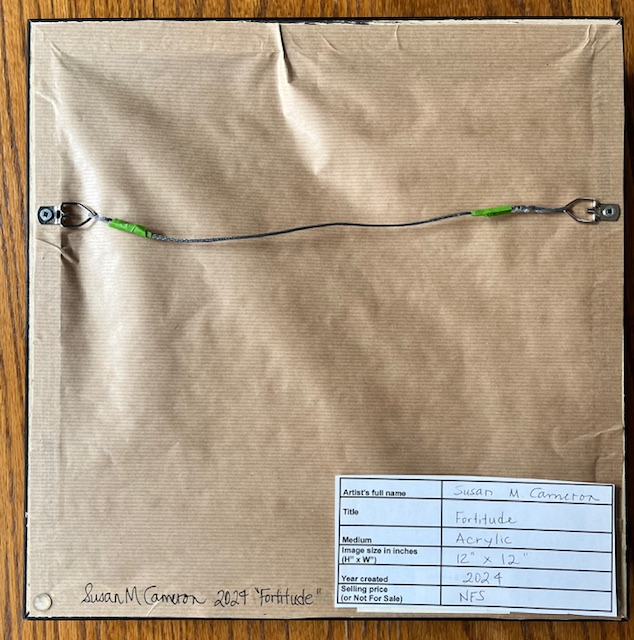 Artist's full name Susan M. Cameron
Title Fortitude
Medium Acrylic
Image size in inches
(H" x W") 12" x 12"
Year created 2024
Selling price
(or Not For Sale) NFS
Susan M Cameron 2024 "Fortitude"